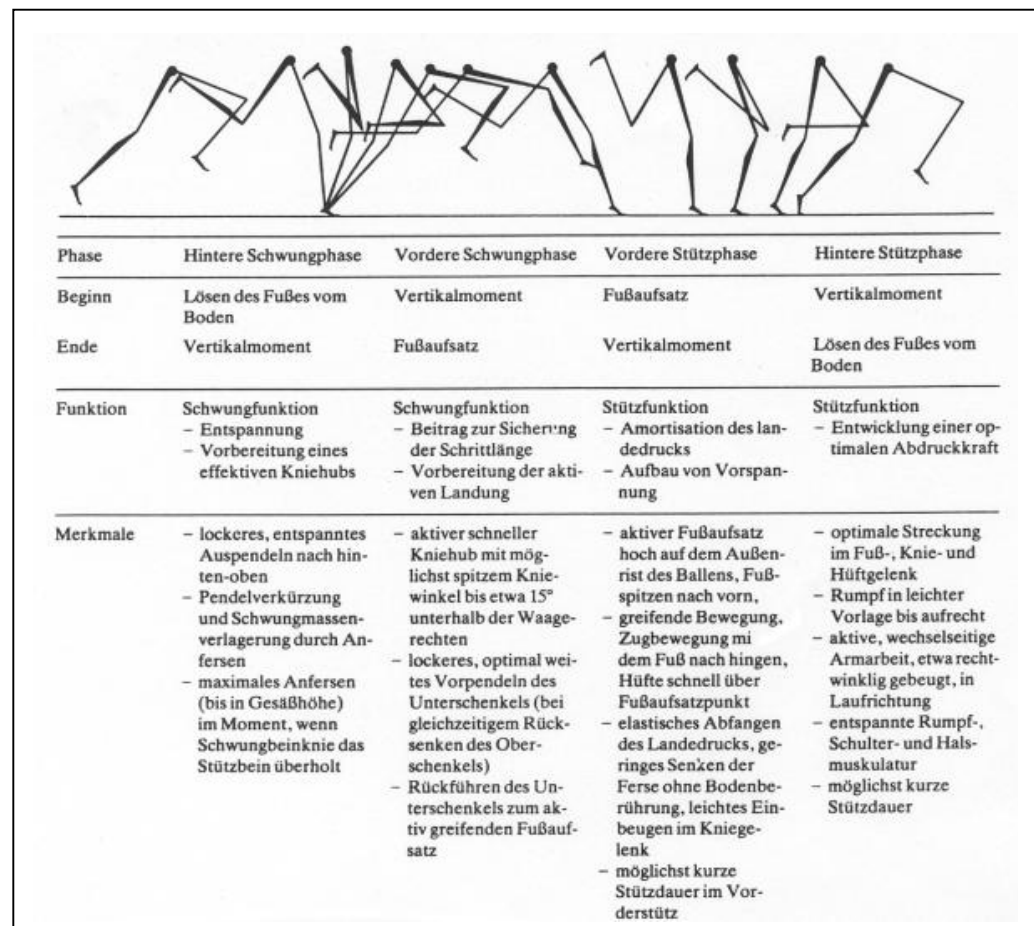 Phase Hintere Schwungphase Vordere Schwungphase Vordere Stützphase Hintere Stützphase
Beginn Lösen des Fußes vom Vertikalmoment Fußaufsatz Vertikalmoment
Boden
Ende Vertikalmoment Fußaufsatz Vertikalmoment Lösen des Fußes vom
Boden
Funktion
Schwungfunktion
– Entspannung
– Vorbereitung eines
effektiven Kniehubs
Schwungfunktion
– Beitrag zur Sicherung
der Schrittlänge
– Vorbereitung der akti-
ven Landung
Stützfunktion
– Amortisation des lan-
dedrucks
– Aufbau von Vorspan-
nung
Stützfunktion
– Entwicklung einer op-
timalen Abdruckkraft
Merkmale
– lockeres, entspanntes
Auspendeln nach hin-
ten-oben
– Pendelverkürzung
und Schwungmassen-
verlagerung durch An-
fersen
– maximales Anfersen
(bis in Gesäßhöhe)
im Moment, wenn
Schwungbeinknie das
Stützbein überholt
– aktiver schneller
Kniehub mit mög-
lichst spitzem Knie-
winkel bis etwa 15°
unterhalb der Waage-
rechten
– lockeres, optimal wei-
tes Vorpendeln des
Unterschenkels (bei
gleichzeitigem Rück-
senken des Ober-
schenkels)
– Rückführen des Un-
terschenkels zum ak-
tiv greifenden Fußauf-
satz
– aktiver Fußaufsatz
hoch auf dem Außen-
rist des Ballens, Fuß-
spitzen nach vorn,
– greifende Bewegung,
Zugbewegung mi
dem Fuß nach hingen,
Hüfte schnell über
Fußaufsatzpunkt
– elastisches Abfangen
des Landedrucks, ge-
ringes Senken der
Ferse ohne Bodenbe-
rührung, leichtes Ein-
beugen im Kniege-
lenk
– möglichst kurze
Stützdauer im Vor-
derstütz
– optimale Streckung
im Fuß-, Knie- und
Hüftgelenk
– Rumpf in leichter
Vorlage bis aufrecht
– aktive, wechselseitige
Armarbeit, etwa recht-
winklig gebeugt, in
Laufrichtung
– entspannte Rumpf-,
Schulter- und Hals-
muskulatur
– möglichst kurze
Stützdauer